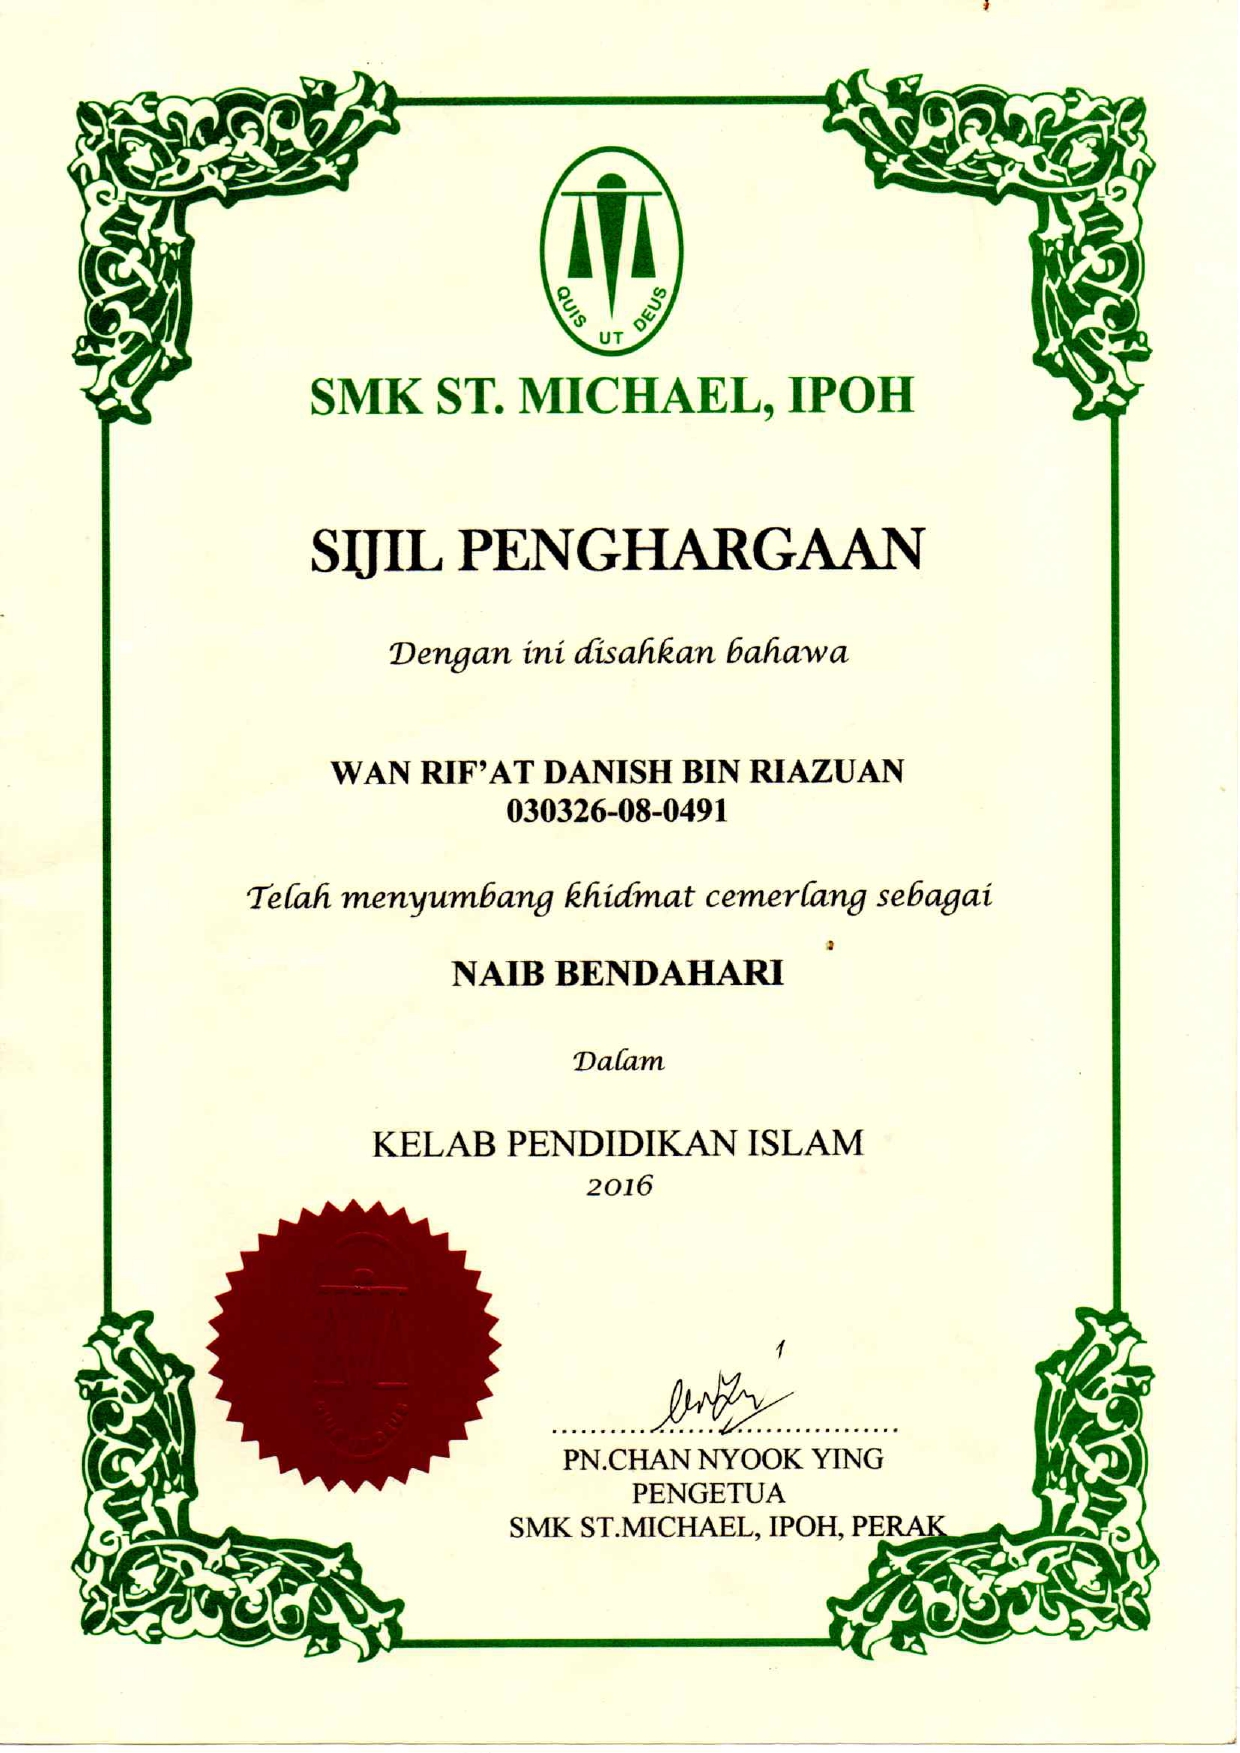 QUIS UT DEUS
SMK ST. MICHAEL, IPOH
SIJIL PENGHARGAAN
Dengan ini disahkan bahawa
WAN RIF’AT DANISH BIN RIAZUAN
030326-08-0491
Telah menyumbang khidmat cemerlang sebagai
NAIB BENDAHARI
Dalam
KELAB PENDIDIKAN ISLAM
2016
PN.CHAN NYOOK YING
PENGETUA
SMK ST.MICHAEL, IPOH, PERAK